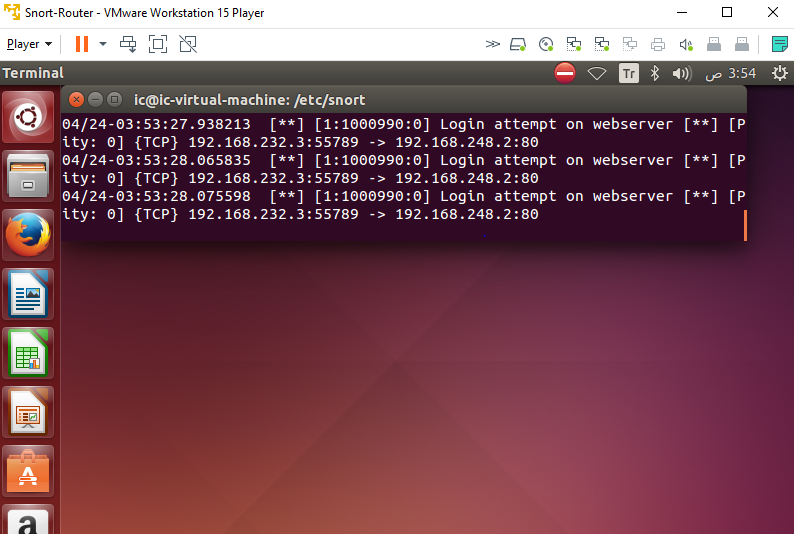 Snort-Router - VMware Workstation 15 Player
Player
Terminal
Tr
3:54 ص
ic@ic-virtual-machine: /etc/snort
04/24-03:53:27.938213  [**] [1:1000990:0] Login attempt on webserver [**] [P
ity: 0] {TCP} 192.168.232.3:55789 -> 192.168.248.2:80
04/24-03:53:28.065835  [**] [1:1000990:0] Login attempt on webserver [**] [P
ity: 0] {TCP} 192.168.232.3:55789 -> 192.168.248.2:80
04/24-03:53:28.075598  [**] [1:1000990:0] Login attempt on webserver [**] [P
ity: 0] {TCP} 192.168.232.3:55789 -> 192.168.248.2:80